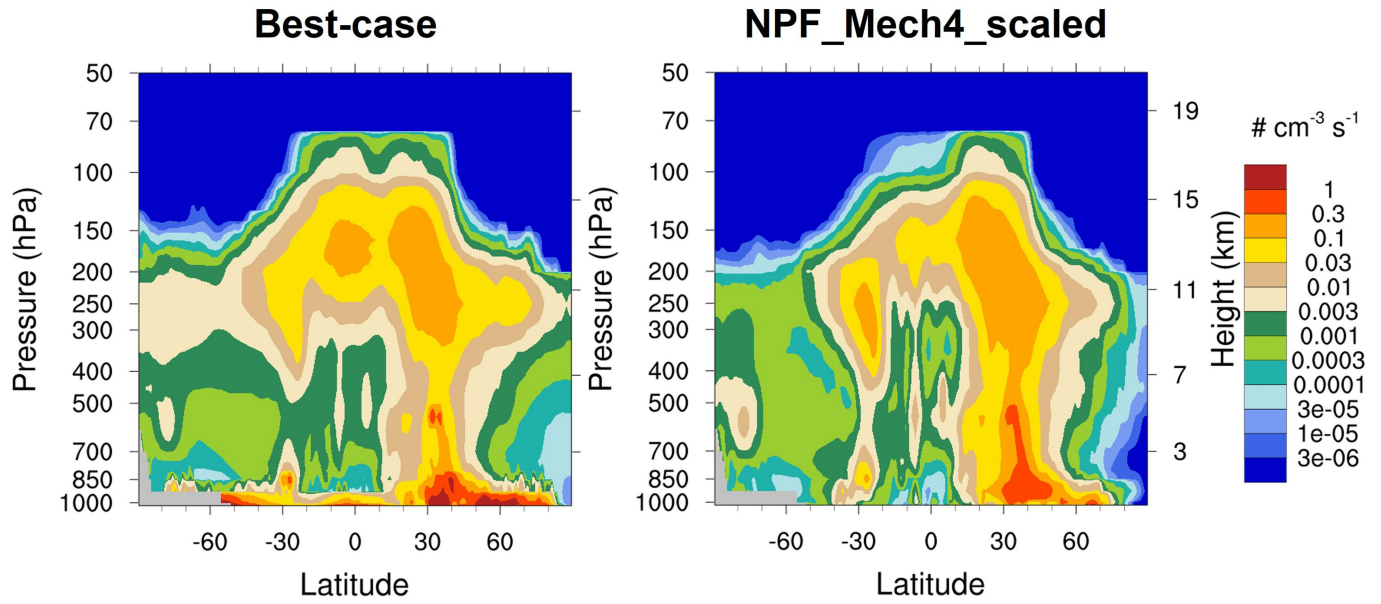 Best-case
NPF_Mech4_scaled
Pressure (hPa)
50
70
100
150
200
250
300
400
500
700
850
1000
-60 -30 0 30 60
Latitude
Pressure (hPa)
50
70
100
150
200
250
300
400
500
700
850
1000
-60 -30 0 30 60
Latitude
19
15
11
7
3
Height (km)
# cm⁻³ s⁻¹
1
0.3
0.1
0.03
0.01
0.003
0.001
0.0003
0.0001
3e-05
1e-05
3e-06